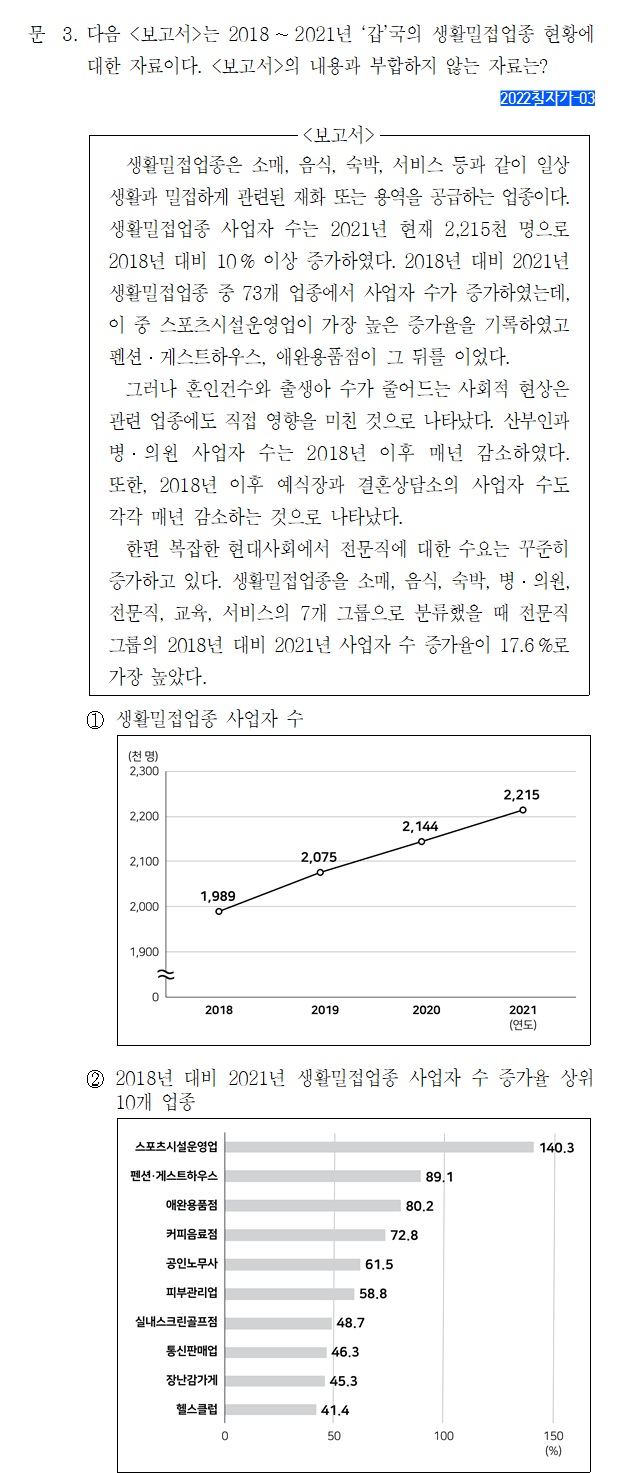 문 3. 다음 <보고서>는 2018 ~ 2021년 ‘갑’국의 생활밀접업종 현황에
대한 자료이다. <보고서>의 내용과 부합하지 않는 자료는?
2022칠자가-03
<보고서>
생활밀접업종은 소매, 음식, 숙박, 서비스 등과 같이 일상
생활과 밀접하게 관련된 재화 또는 용역을 공급하는 업종이다.
생활밀접업종 사업자 수는 2021년 현재 2,215천 명으로
2018년 대비 10 % 이상 증가하였다. 2018년 대비 2021년
생활밀접업종 중 73개 업종에서 사업자 수가 증가하였는데,
이 중 스포츠시설운영업이 가장 높은 증가율을 기록하였고
펜션 · 게스트하우스, 애완용품점이 그 뒤를 이었다.
그러나 혼인건수와 출생아 수가 줄어드는 사회적 현상은
관련 업종에도 직접 영향을 미친 것으로 나타났다. 산부인과
병 · 의원 사업자 수는 2018년 이후 매년 감소하였다.
또한, 2018년 이후 예식장과 결혼상담소의 사업자 수도
각각 매년 감소하는 것으로 나타났다.
한편 복잡한 현대사회에서 전문직에 대한 수요는 꾸준히
증가하고 있다. 생활밀접업종을 소매, 음식, 숙박, 병 · 의원,
전문직, 교육, 서비스의 7개 그룹으로 분류했을 때 전문직
그룹의 2018년 대비 2021년 사업자 수 증가율이 17.6 %로
가장 높았다.
① 생활밀접업종 사업자 수
(천 명)
2,300
2,200
2,100
2,000
1,900
0
1,989
2,075
2,144
2,215
2018 2019 2020 2021
(연도)
② 2018년 대비 2021년 생활밀접업종 사업자 수 증가율 상위
10개 업종
스포츠시설운영업 140.3
펜션·게스트하우스 89.1
애완용품점 80.2
커피음료점 72.8
공인노무사 61.5
피부관리업 58.8
실내스크린골프점 48.7
통신판매업 46.3
장난감가게 45.3
헬스클럽 41.4
0 50 100 150
(%)